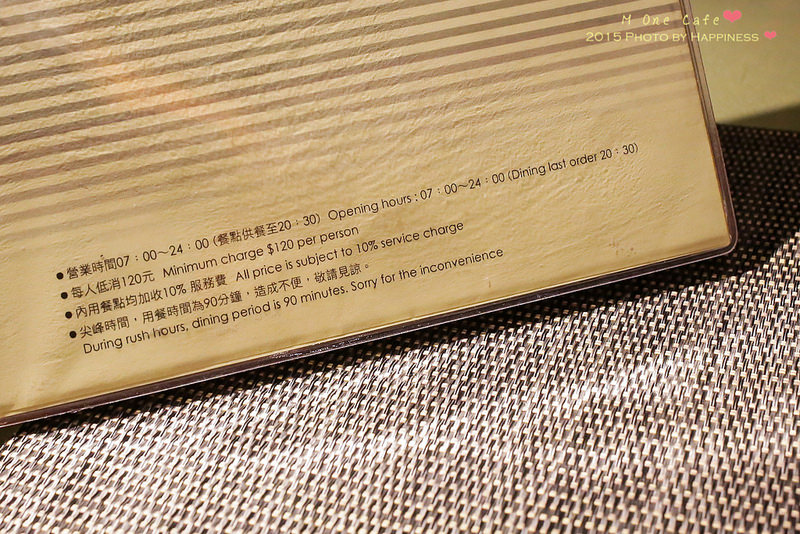 M One Cafe
2015 Photo by Happiness
●營業時間07：00～24：00 (餐點供餐至20：30) Opening hours : 07：00～24：00 (Dining last order 20：30)
●每人低消120元 Minimum charge $120 per person
●內用餐點均加收10% 服務費 All price is subject to 10% service charge
●尖峰時間，用餐時間為90分鐘，造成不便，敬請見諒。
During rush hours, dining period is 90 minutes. Sorry for the inconvenience